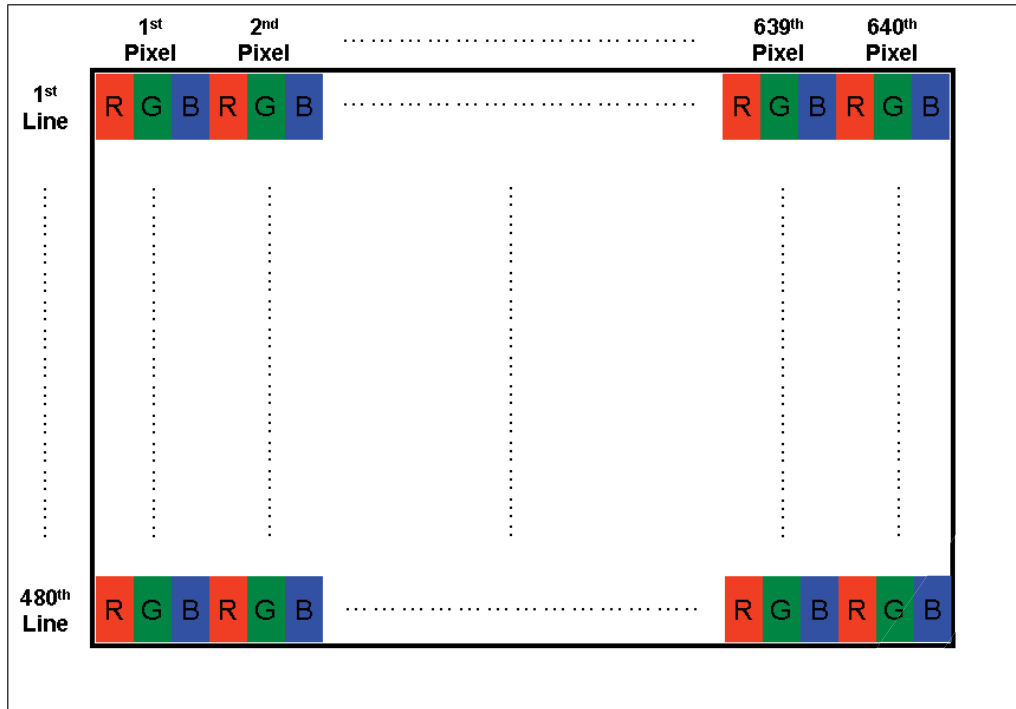 1st 2nd ........................ 639th 640th
Pixel Pixel Pixel Pixel
1st Line R G B R G B ........................ R G B R G B
480th Line R G B R G B ........................ R G B R G B